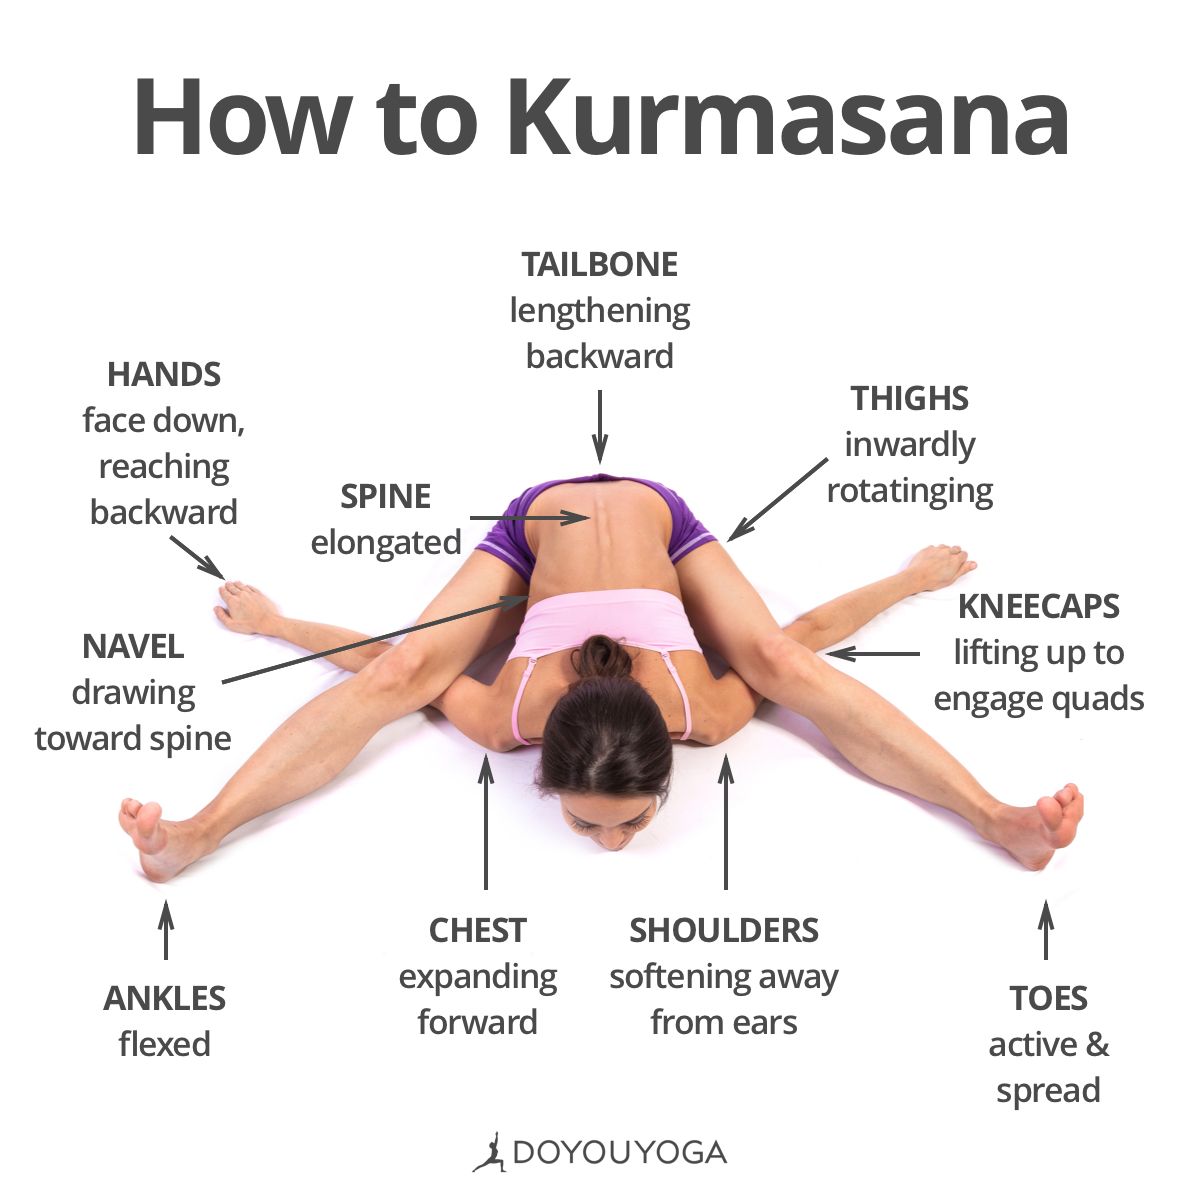 How to Kurmasana
TAILBONE
lengthening
backward
HANDS
face down,
reaching
backward
THIGHS
inwardly
rotatinging
SPINE
elongated
KNEECAPS
lifting up to
engage quads
NAVEL
drawing
toward spine
CHEST
expanding
forward
SHOULDERS
softening away
from ears
ANKLES
flexed
TOES
active &
spread
DOYOUYOGA